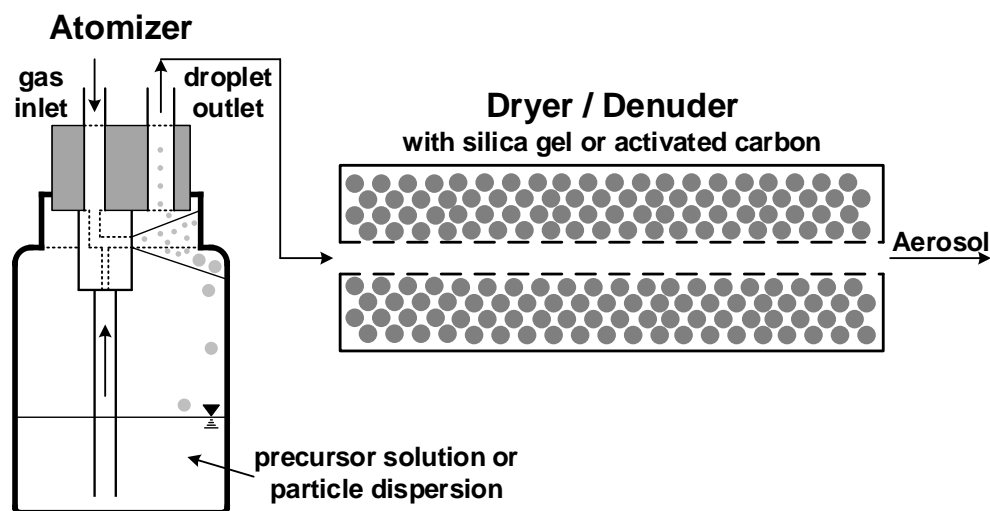 Atomizer
gas
inlet
droplet
outlet
Dryer / Denuder
with silica gel or activated carbon
Aerosol
precursor solution or
particle dispersion